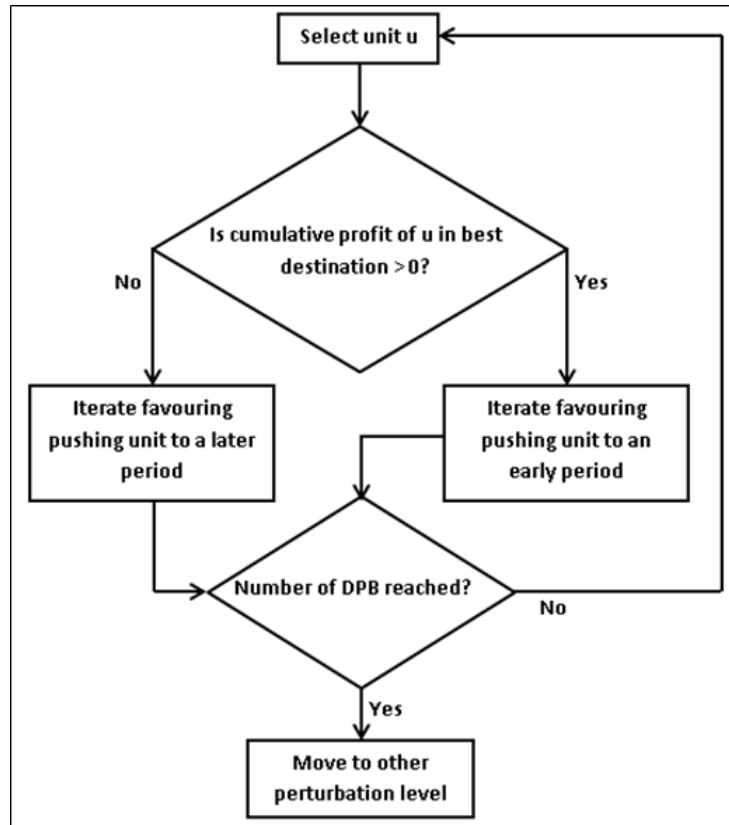 Select unit u
Is cumulative profit of u in best
destination >0?
No
Yes
Iterate favouring
pushing unit to a later
period
Iterate favouring
pushing unit to an
early period
Number of DPB reached?
No
Yes
Move to other
perturbation level